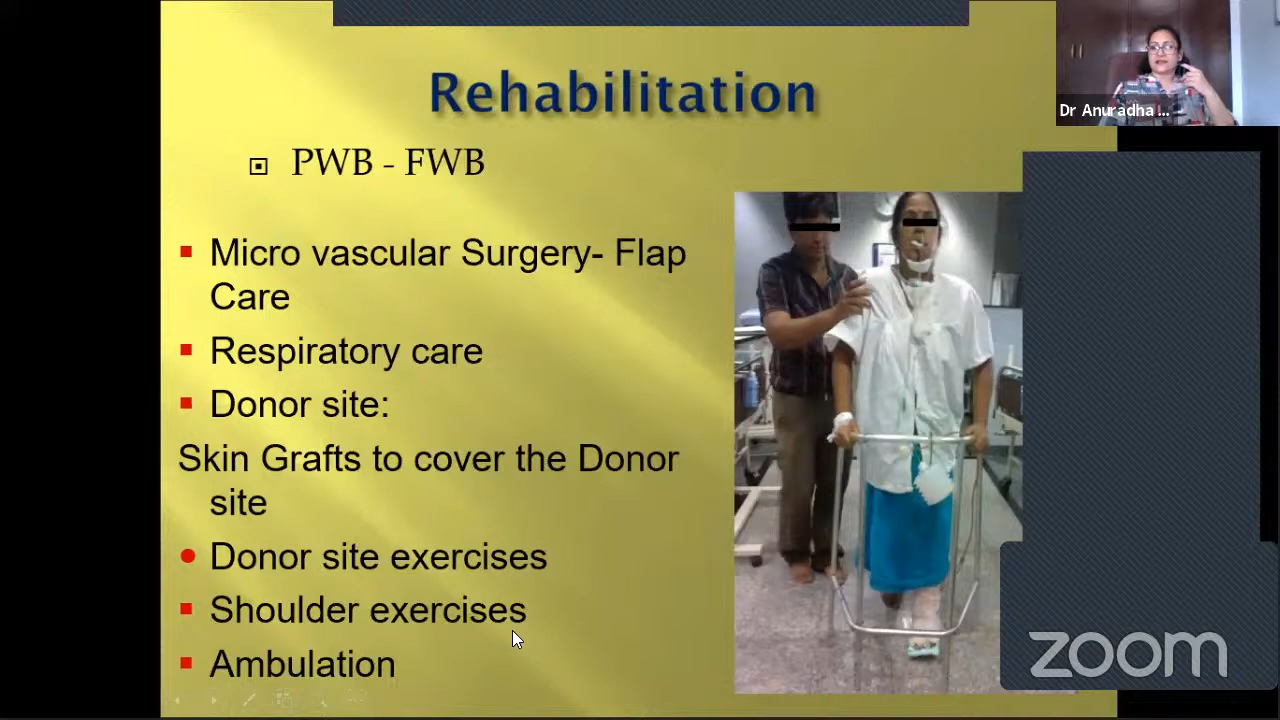 Rehabilitation
PWB - FWB
Micro vascular Surgery- Flap
Care
Respiratory care
Donor site:
Skin Grafts to cover the Donor
site
Donor site exercises
Shoulder exercises
Ambulation
Dr Anuradha ...
zoom